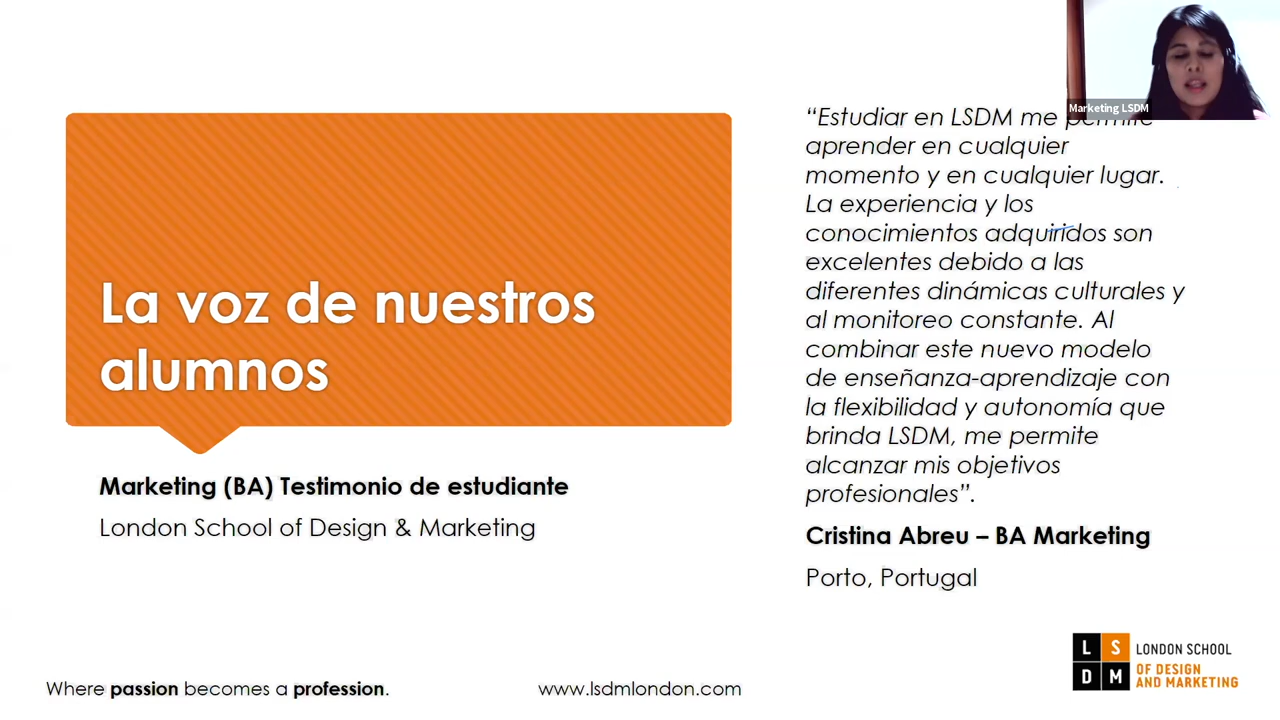 Marketing LSDM
La voz de nuestros
alumnos
Marketing (BA) Testimonio de estudiante
London School of Design & Marketing
“Estudiar en LSDM me permite
aprender en cualquier
momento y en cualquier lugar.
La experiencia y los
conocimientos adquiridos son
excelentes debido a las
diferentes dinámicas culturales y
al monitoreo constante. Al
combinar este nuevo modelo
de enseñanza-aprendizaje con
la flexibilidad y autonomía que
brinda LSDM, me permite
alcanzar mis objetivos
profesionales”.
Cristina Abreu – BA Marketing
Porto, Portugal
Where passion becomes a profession.
www.lsdmlondon.com
L S
D M
LONDON SCHOOL
OF DESIGN
AND MARKETING